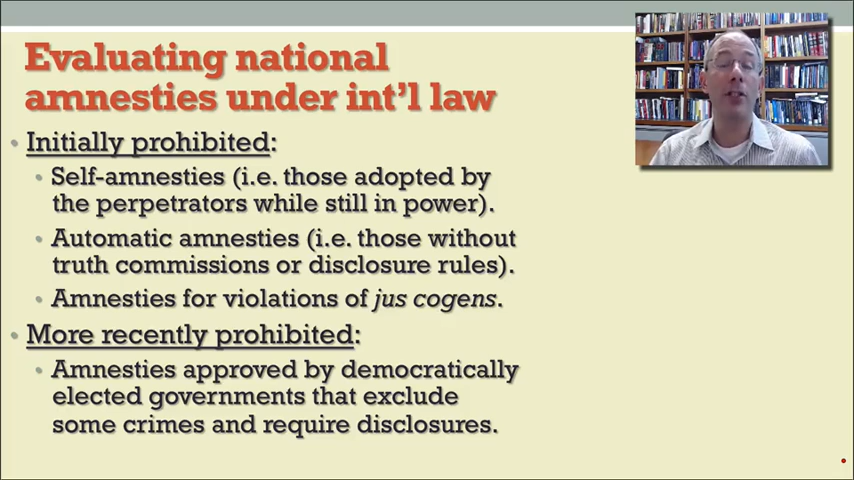 Evaluating national
amnesties under int'l law
• Initially prohibited:
• Self-amnesties (i.e. those adopted by
the perpetrators while still in power).
• Automatic amnesties (i.e. those without
truth commissions or disclosure rules).
• Amnesties for violations of jus cogens.
• More recently prohibited:
• Amnesties approved by democratically
elected governments that exclude
some crimes and require disclosures.